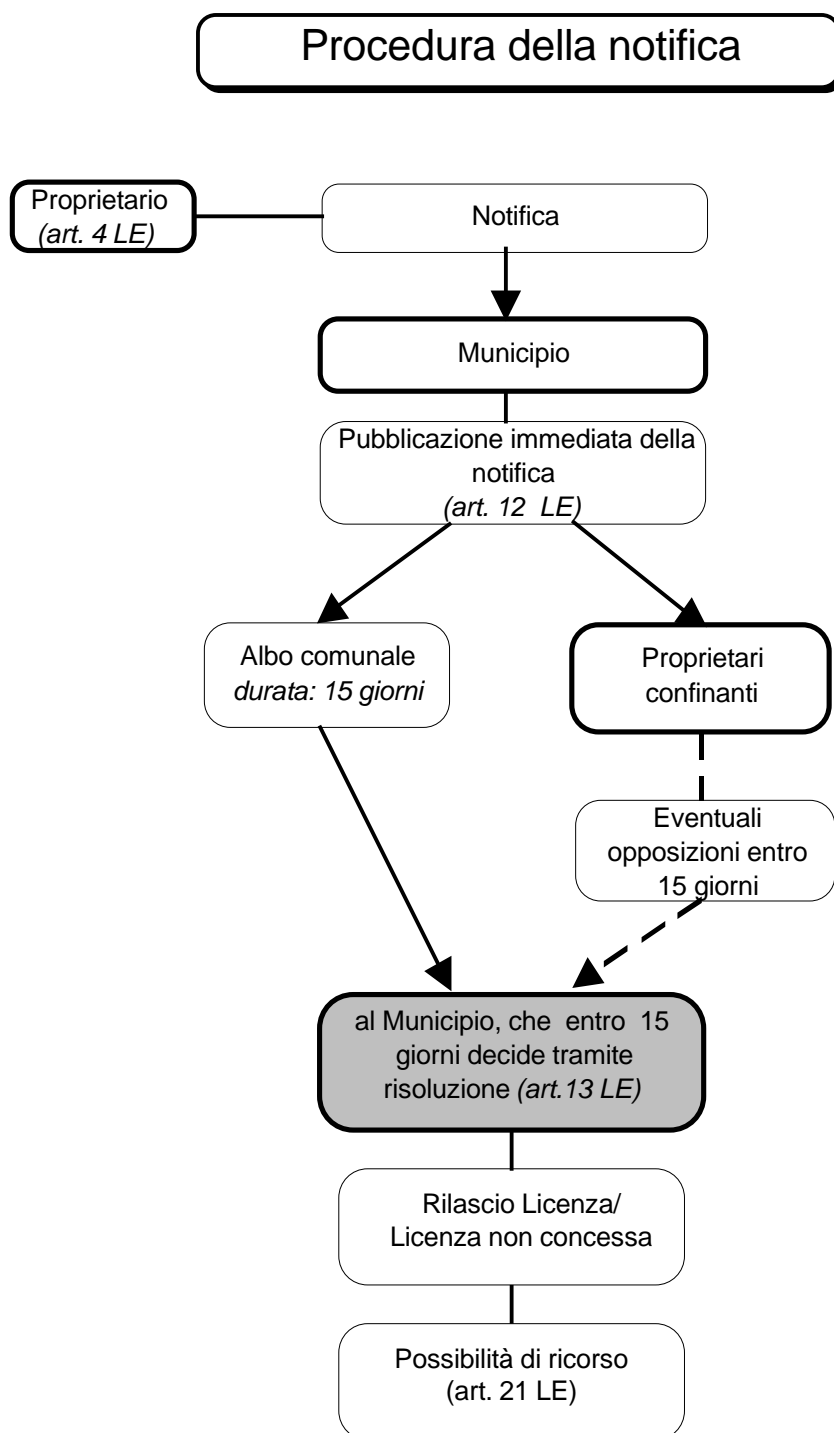 Procedura della notifica
Proprietario
(art. 4 LE)
Notifica
Municipio
Pubblicazione immediata della
notifica
(art. 12 LE)
Albo comunale
durata: 15 giorni
Proprietari
confinanti
Eventuali
opposizioni entro
15 giorni
al Municipio, che entro 15
giorni decide tramite
risoluzione (art.13 LE)
Rilascio Licenza/
Licenza non concessa
Possibilità di ricorso
(art. 21 LE)